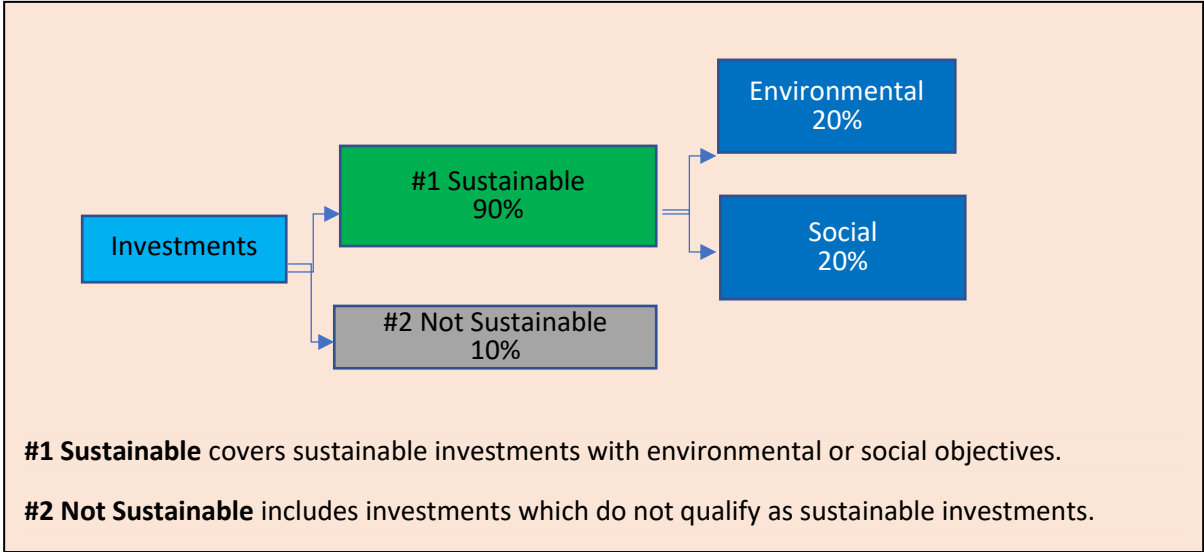 Environmental
20%
#1 Sustainable
90%
Investments
Social
20%
#2 Not Sustainable
10%
#1 Sustainable covers sustainable investments with environmental or social objectives.
#2 Not Sustainable includes investments which do not qualify as sustainable investments.